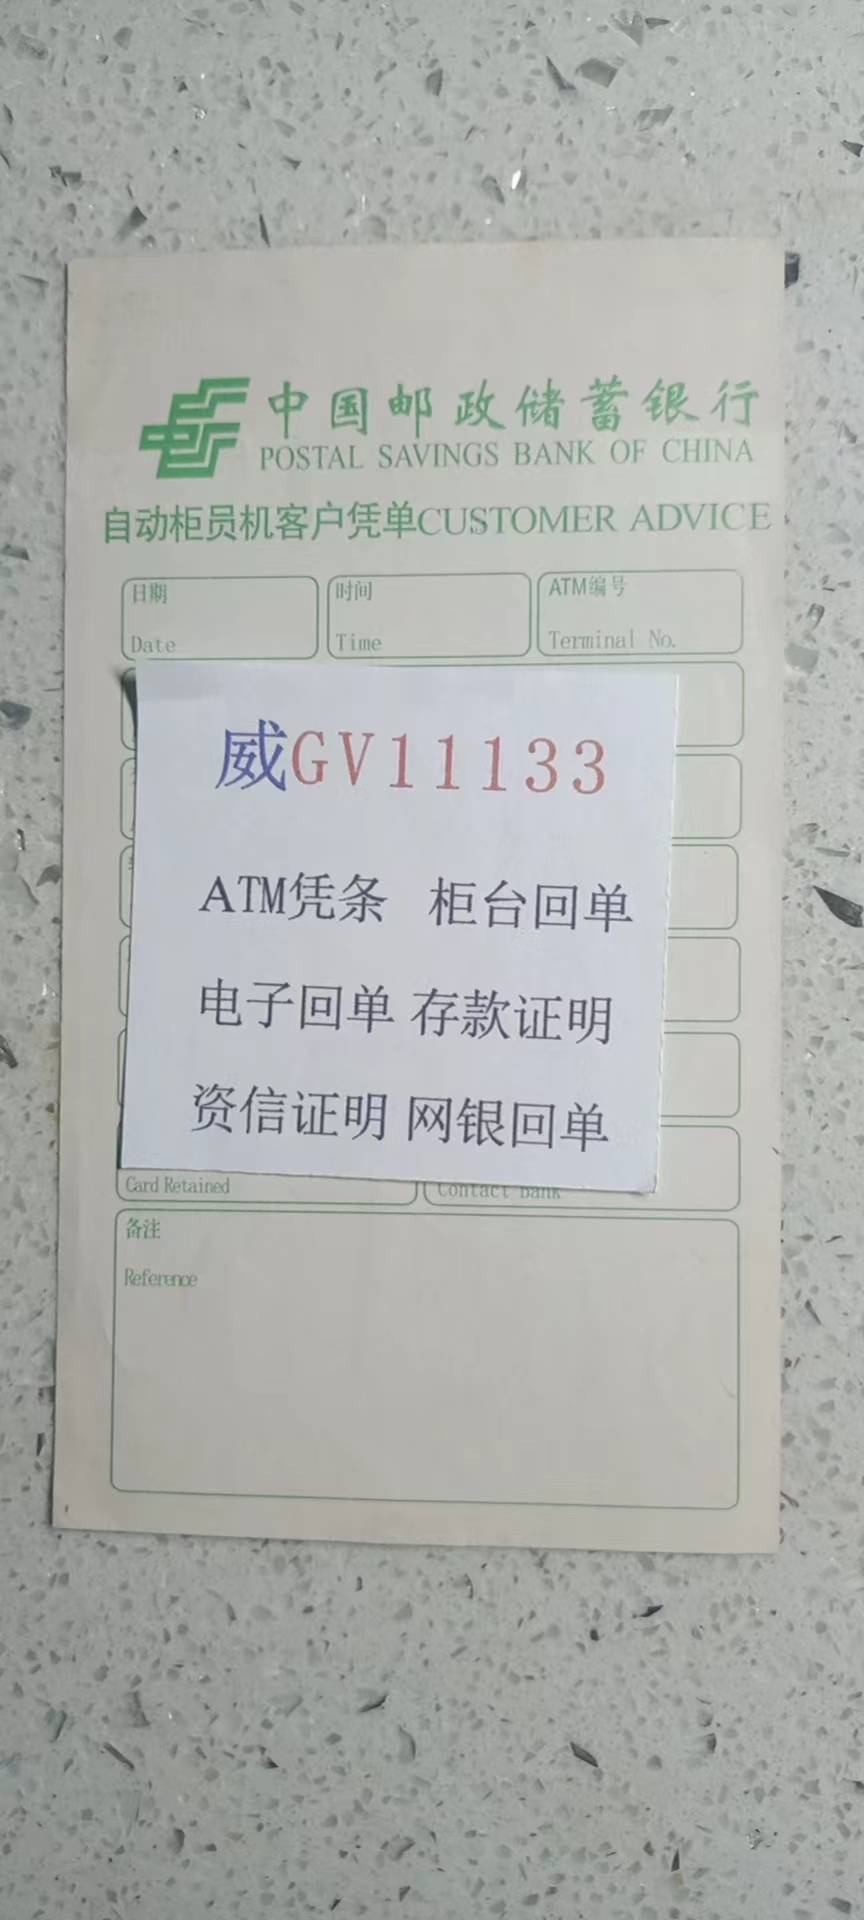 中国邮政储蓄银行
POSTAL SAVINGS BANK OF CHINA
自动柜员机客户凭单CUSTOMER ADVICE
日期 时间 ATM编号
Date Time Terminal No.
威GV11133
ATM凭条 柜台回单
电子回单 存款证明
资信证明 网银回单
Card Retained Contact Bank
备注
Reference